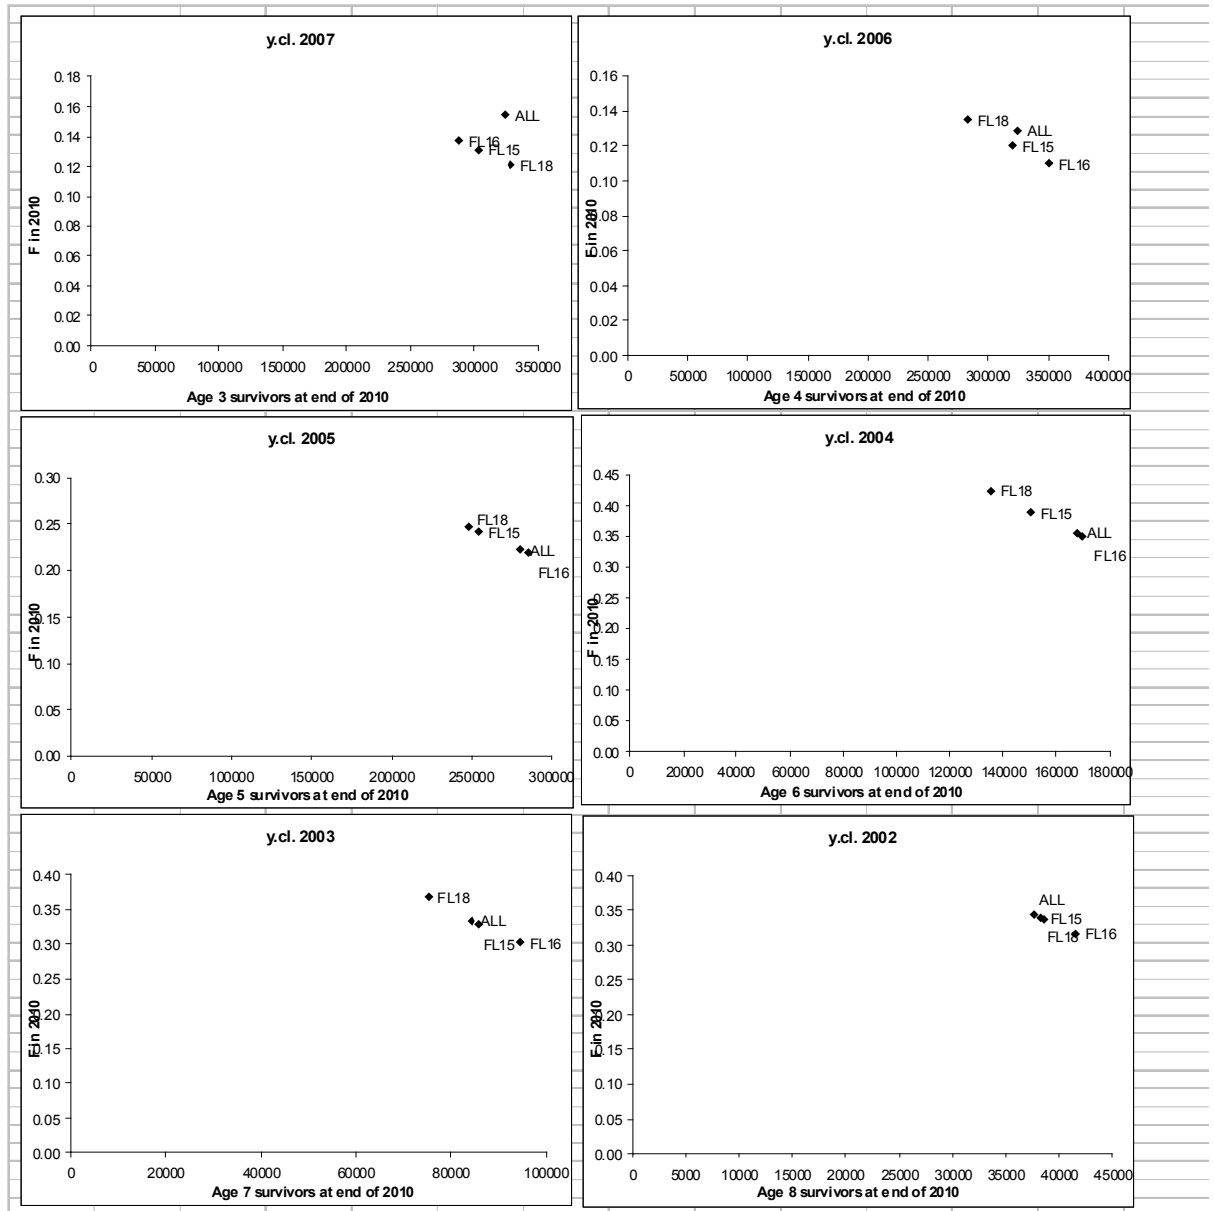 y.cl. 2007
0.18
0.16
0.14
0.12
0.10
0.08
0.06
0.04
0.02
0.00
F in 2010
ALL
FL16
FL15
FL18
0 50000 100000 150000 200000 250000 300000 350000
Age 3 survivors at end of 2010
y.cl. 2006
0.16
0.14
0.12
0.10
0.08
0.06
0.04
0.02
0.00
F in 2010
FL18
ALL
FL15
FL16
0 50000 100000 150000 200000 250000 300000 350000 400000
Age 4 survivors at end of 2010
y.cl. 2005
0.30
0.25
0.20
0.15
0.10
0.05
0.00
F in 2010
FL18
FL15
ALL
FL16
0 50000 100000 150000 200000 250000 300000
Age 5 survivors at end of 2010
y.cl. 2004
0.45
0.40
0.35
0.30
0.25
0.20
0.15
0.10
0.05
0.00
F in 2010
FL18
FL15
ALL
FL16
0 20000 40000 60000 80000 100000 120000 140000 160000 180000
Age 6 survivors at end of 2010
y.cl. 2003
0.40
0.35
0.30
0.25
0.20
0.15
0.10
0.05
0.00
F in 2010
FL18
ALL
FL15 FL16
0 20000 40000 60000 80000 100000
Age 7 survivors at end of 2010
y.cl. 2002
0.40
0.35
0.30
0.25
0.20
0.15
0.10
0.05
0.00
F in 2010
ALL
FL15
FL18 FL16
0 5000 10000 15000 20000 25000 30000 35000 40000 45000
Age 8 survivors at end of 2010